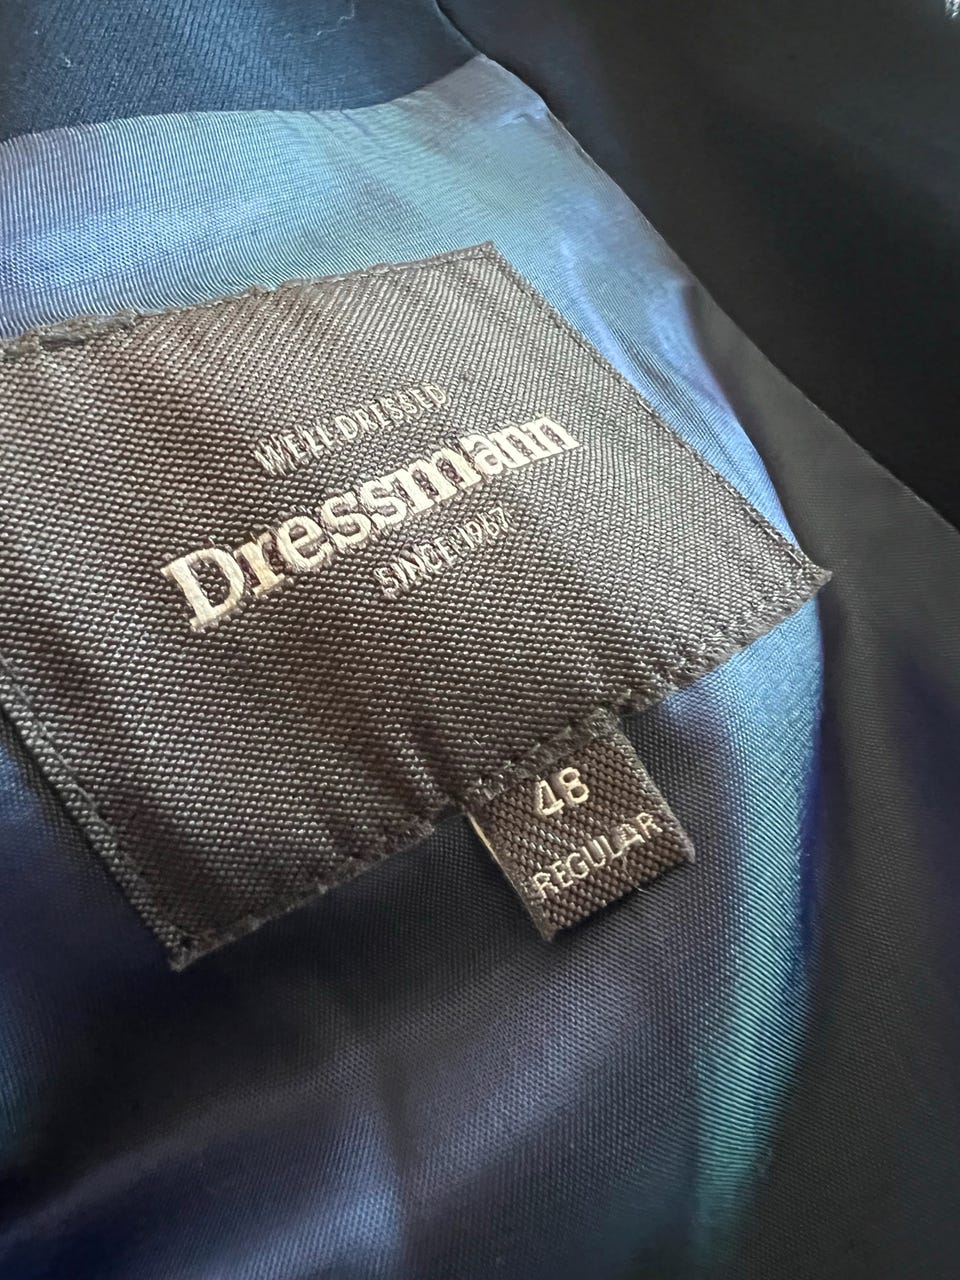 WELL DRESSED
Dressmann
SINCE 1967
48
REGULAR